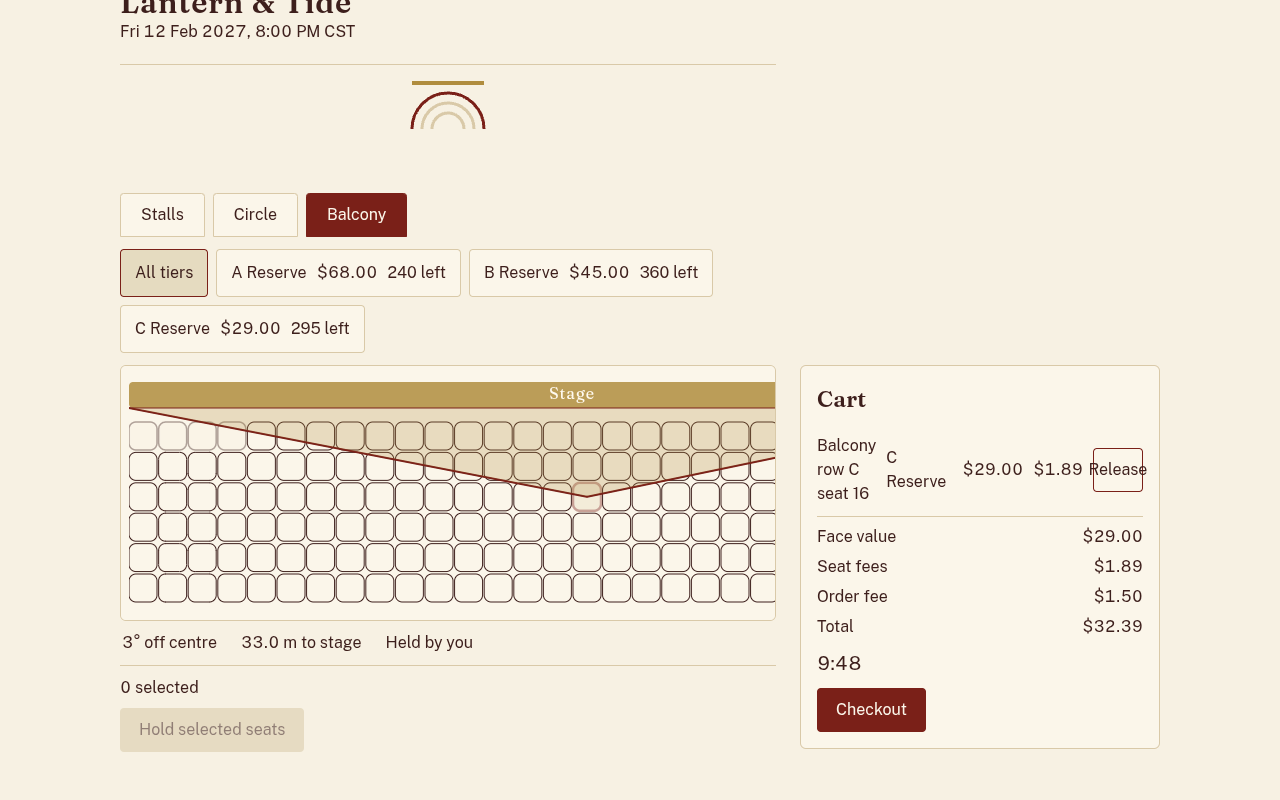 Lantern & Tide
Fri 12 Feb 2027, 8:00 PM CST
Stalls
Circle
Balcony
All tiers
A Reserve $68.00 240 left
B Reserve $45.00 360 left
C Reserve $29.00 295 left
Stage
3° off centre
33.0 m to stage
Held by you
0 selected
Hold selected seats
Cart
Balcony
row C
seat 16
C
Reserve
$29.00
$1.89
Release
Face value $29.00
Seat fees $1.89
Order fee $1.50
Total $32.39
9:48
Checkout